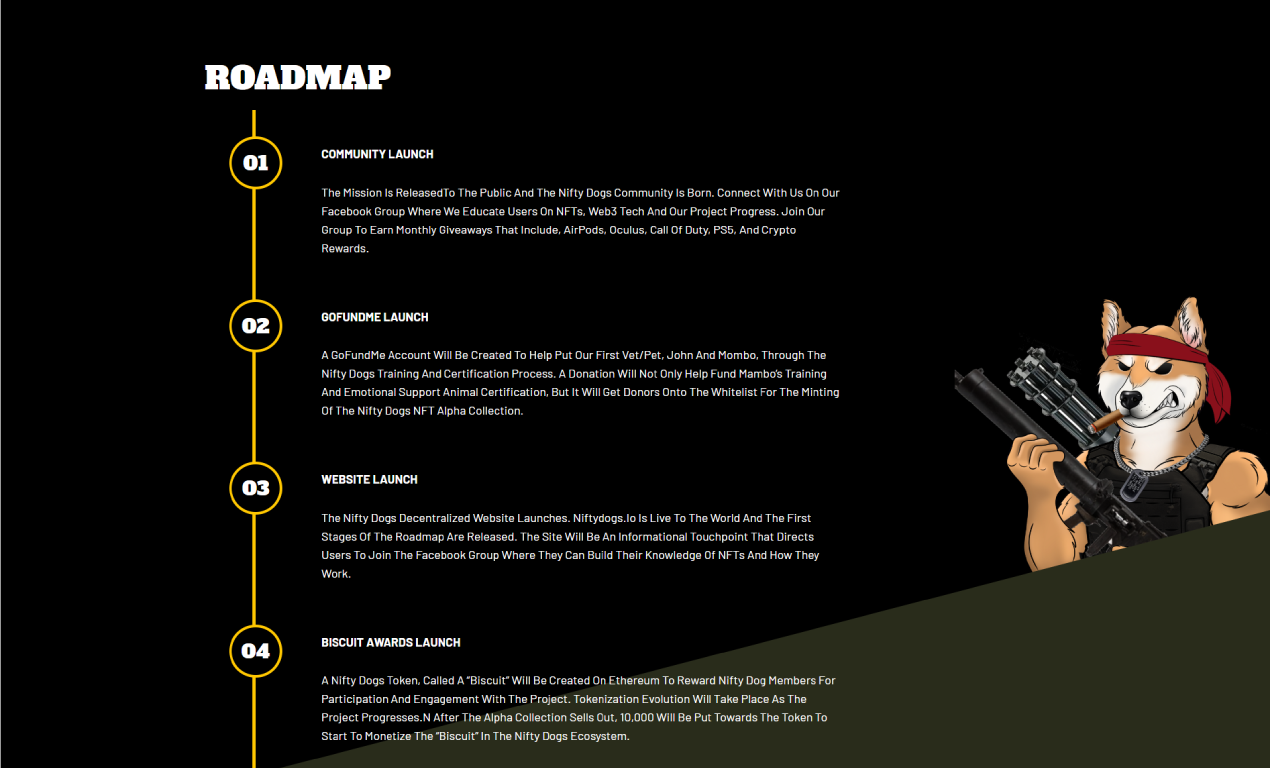 ROADMAP
01
COMMUNITY LAUNCH
The Mission Is ReleasedTo The Public And The Nifty Dogs Community Is Born. Connect With Us On Our
Facebook Group Where We Educate Users On NFTs, Web3 Tech And Our Project Progress. Join Our
Group To Earn Monthly Giveaways That Include, AirPods, Oculus, Call Of Duty, PS5, And Crypto
Rewards.
02
GOFUNDME LAUNCH
A GoFundMe Account Will Be Created To Help Put Our First Vet/Pet, John And Mombo, Through The
Nifty Dogs Training And Certification Process. A Donation Will Not Only Help Fund Mambo's Training
And Emotional Support Animal Certification, But It Will Get Donors Onto The Whitelist For The Minting
Of The Nifty Dogs NFT Alpha Collection.
03
WEBSITE LAUNCH
The Nifty Dogs Decentralized Website Launches. Niftydogs.Io Is Live To The World And The First
Stages Of The Roadmap Are Released. The Site Will Be An Informational Touchpoint That Directs
Users To Join The Facebook Group Where They Can Build Their Knowledge Of NFTs And How They
Work.
04
BISCUIT AWARDS LAUNCH
A Nifty Dogs Token, Called A "Biscuit" Will Be Created On Ethereum To Reward Nifty Dog Members For
Participation And Engagement With The Project. Tokenization Evolution Will Take Place As The
Project Progresses.N After The Alpha Collection Sells Out, 10,000 Will Be Put Towards The Token To
Start To Monetize The "Biscuit" In The Nifty Dogs Ecosystem.